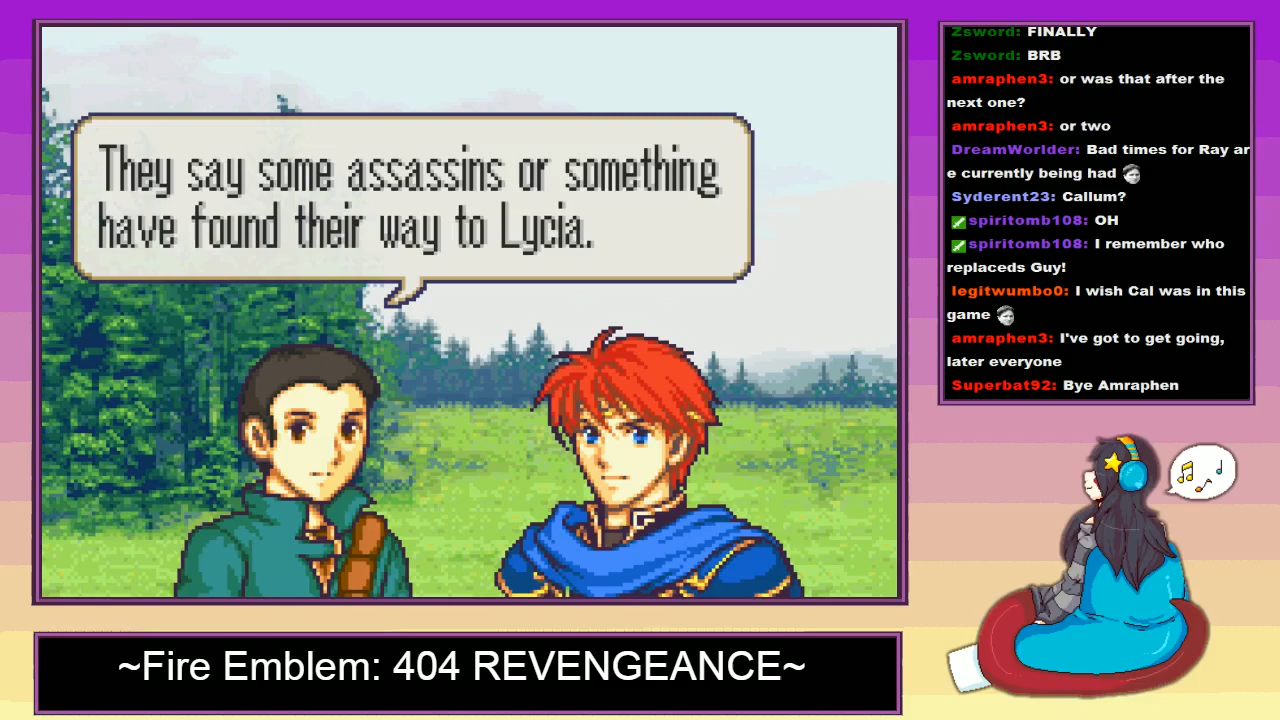 They say some assassins or something
have found their way to Lycia.
~Fire Emblem: 404 REVENGEANCE~
Zsword: FINALLY
Zsword: BRB
amraphen3: or was that after the
next one?
amraphen3: or two
DreamWorlder: Bad times for Ray ar
e currently being had
Syderent23: Callum?
spiritomb108: OH
spiritomb108: I remember who
replaceds Guy!
legitwumbo0: I wish Cal was in this
game
amraphen3: I've got to get going,
later everyone
Superbat92: Bye Amraphen